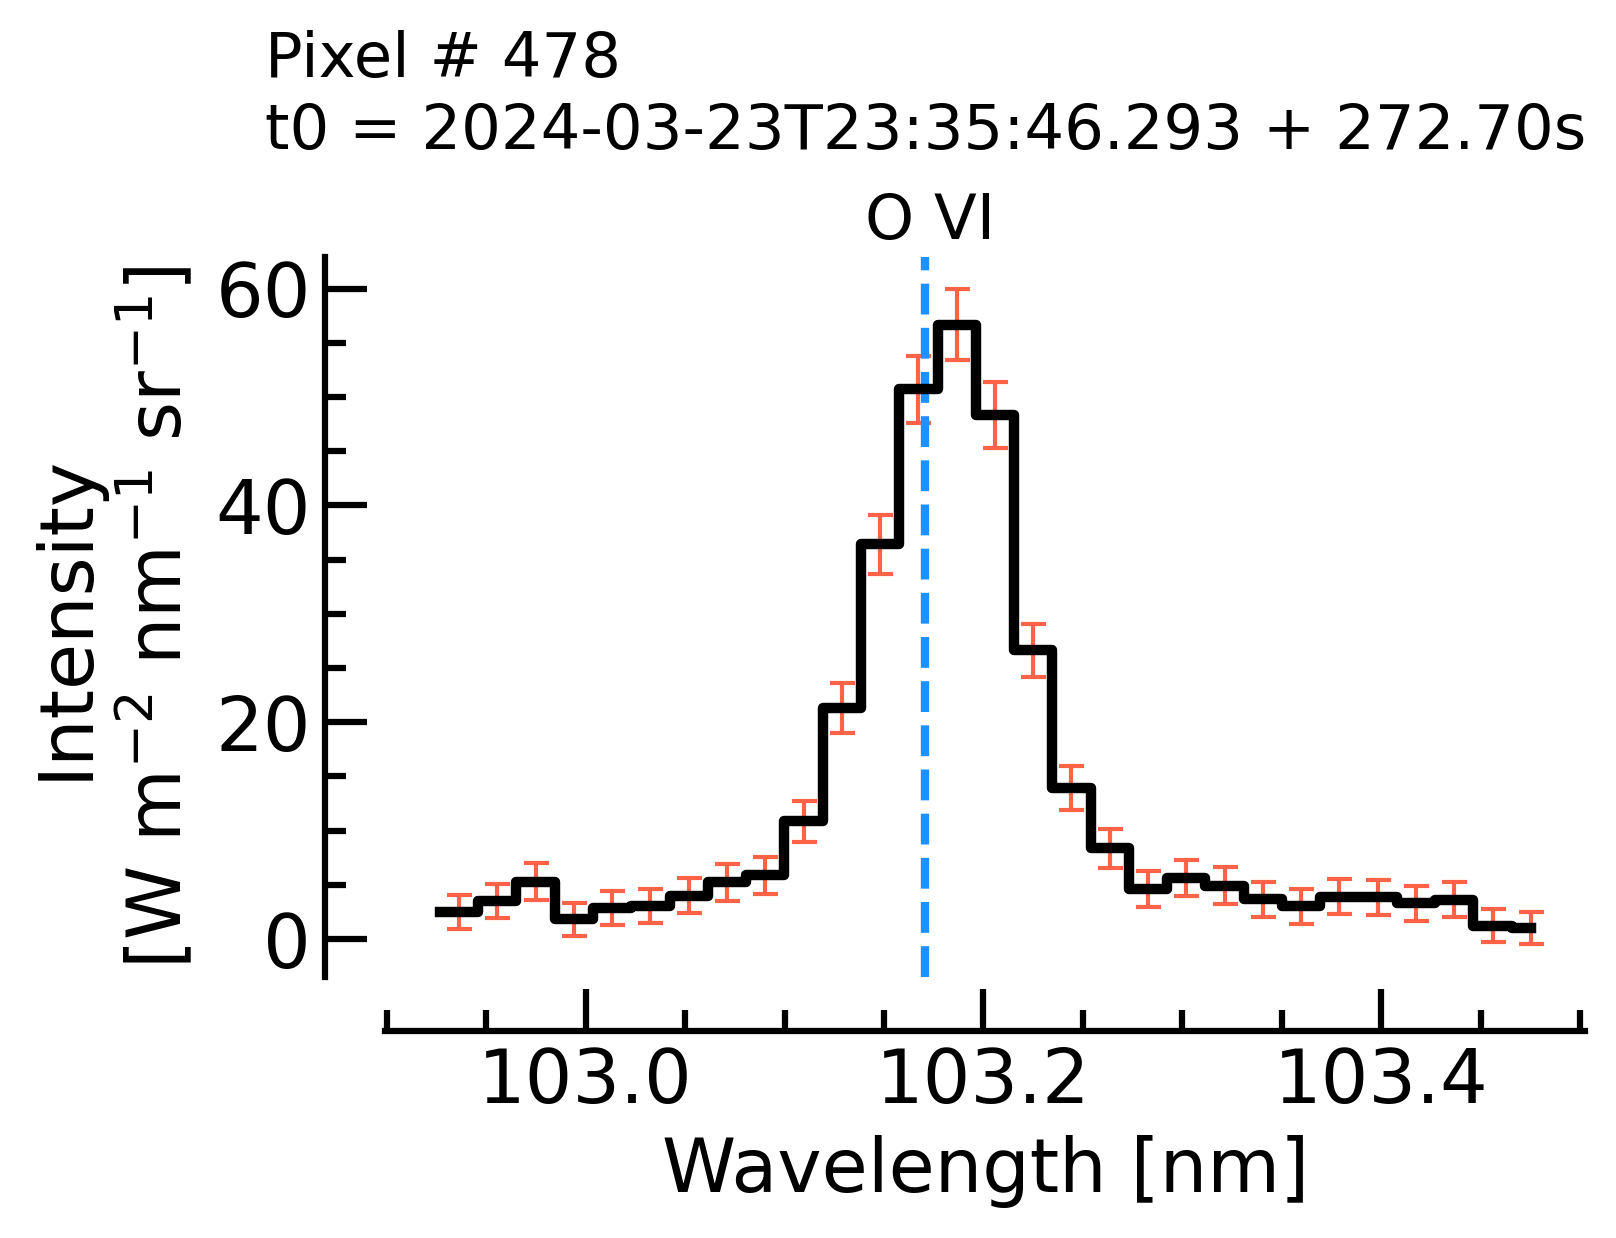 Pixel # 478
t0 = 2024-03-23T23:35:46.293 + 272.70s
O VI
Intensity
[W m⁻² nm⁻¹ sr⁻¹]
60
40
20
0
103.0 103.2 103.4
Wavelength [nm]